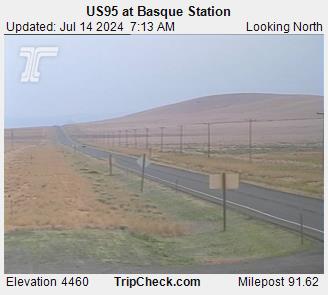 US95 at Basque Station
Updated: Jul 14 2024 7:13 AM Looking North
Elevation 4460 TripCheck.com Milepost 91.62